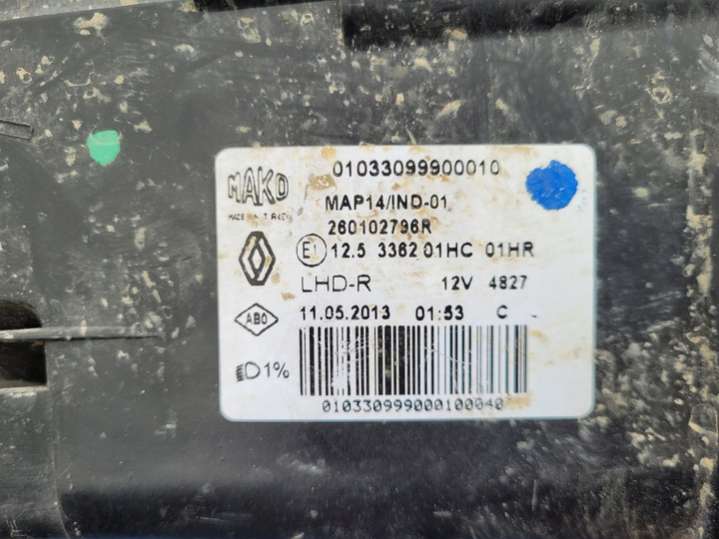 01033099900010
MAKO
MAP14/IND-01
260102796R
E1 12.5 3362 01HC 01HR
LHD-R 12V 4827
ABO 11.05.2013 01:53 C
1%
010330999000100040